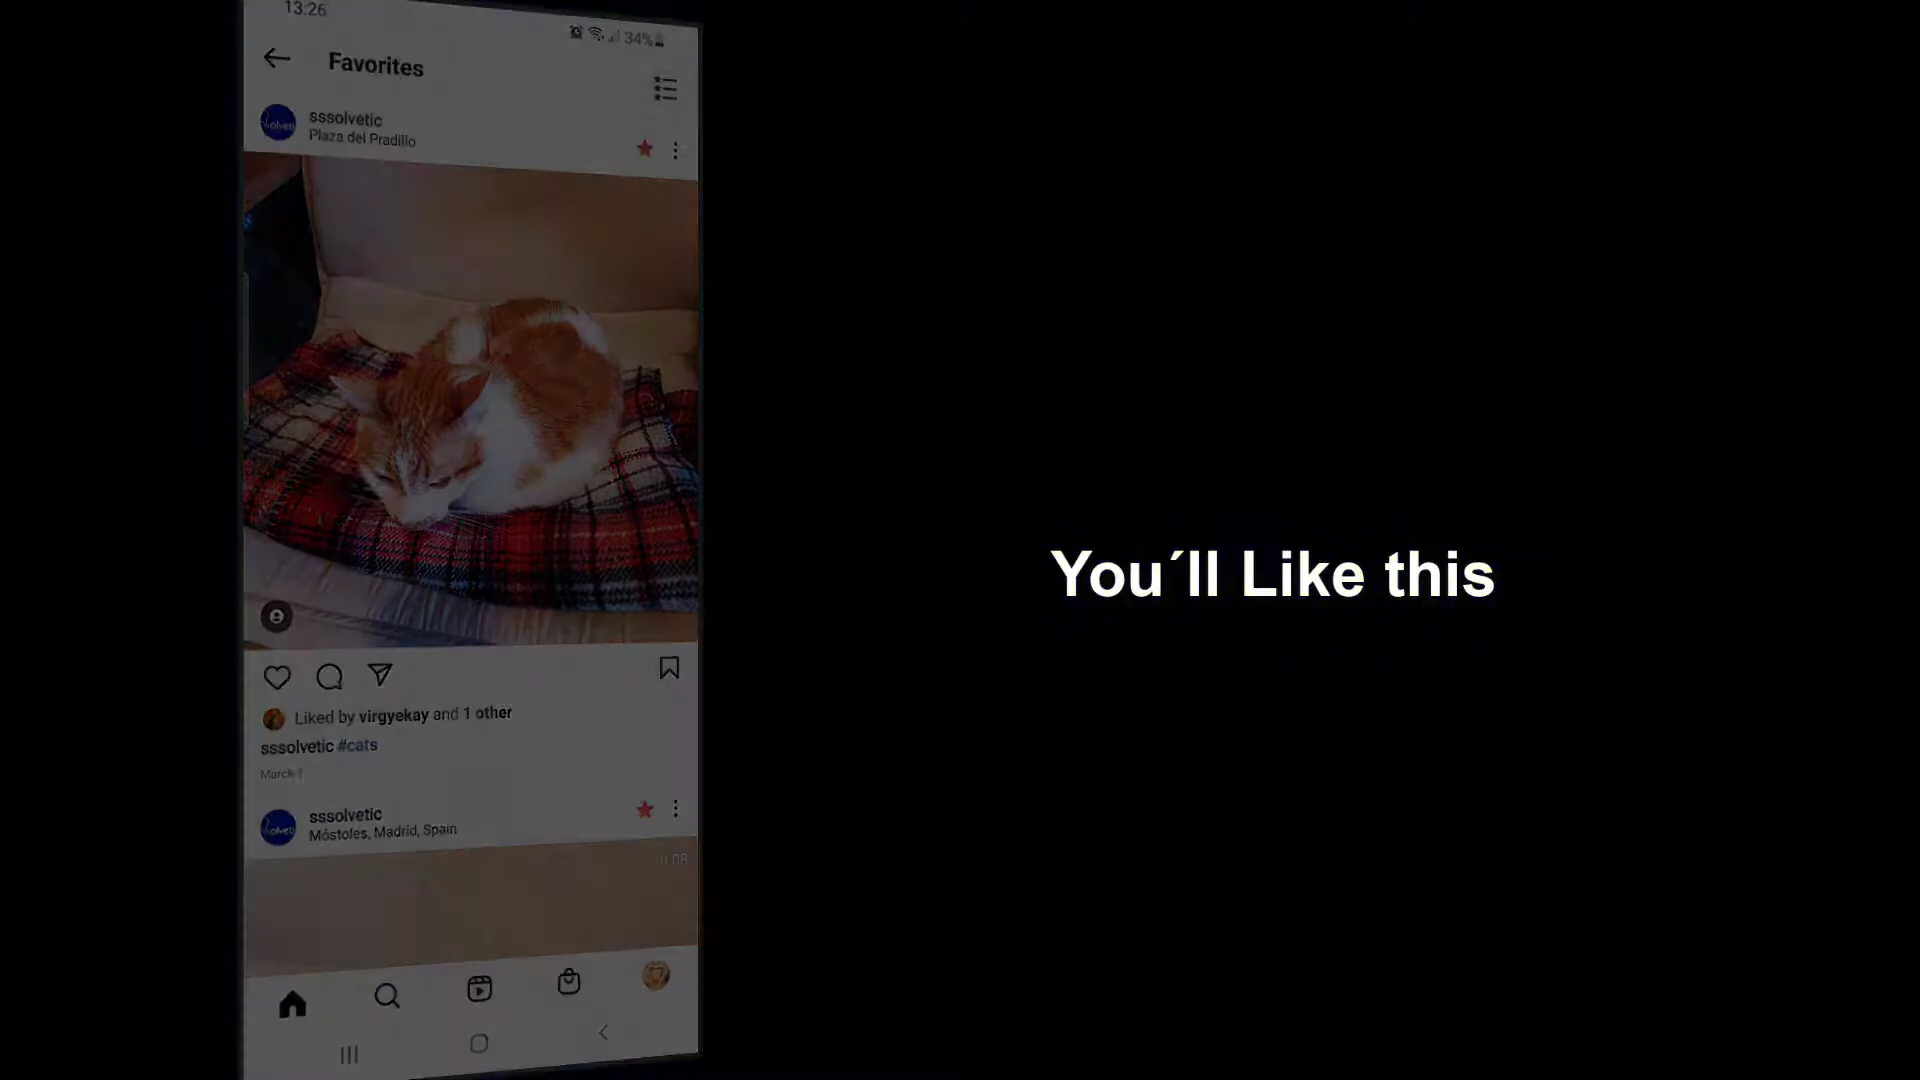 13:26
34%
Favorites
sssolvetic
Plaza del Pradillo
Liked by virgyekay and 1 other
sssolvetic #cats
March
sssolvetic
Móstoles, Madrid, Spain
You´ll Like this